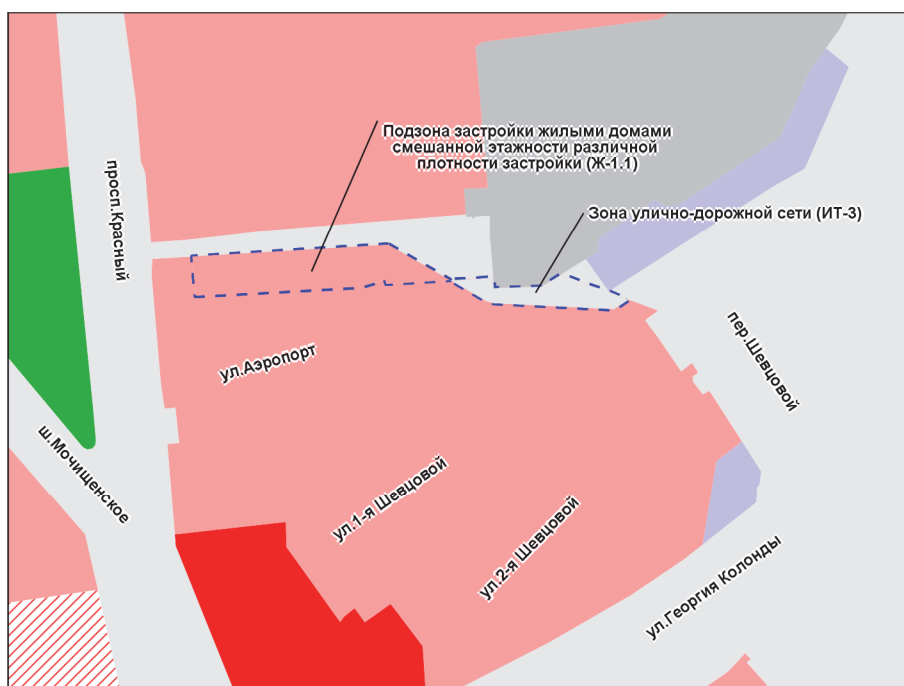 Подзона застройки жилыми домами
смешанной этажности различной
плотности застройки (Ж-1.1)
Зона улично-дорожной сети (ИТ-3)
просп.Красный
пер.Шевцовой
ул.Аэропорт
ш.Мочищенское
ул.1-я Шевцовой
ул.2-я Шевцовой
ул.Георгия Колонды